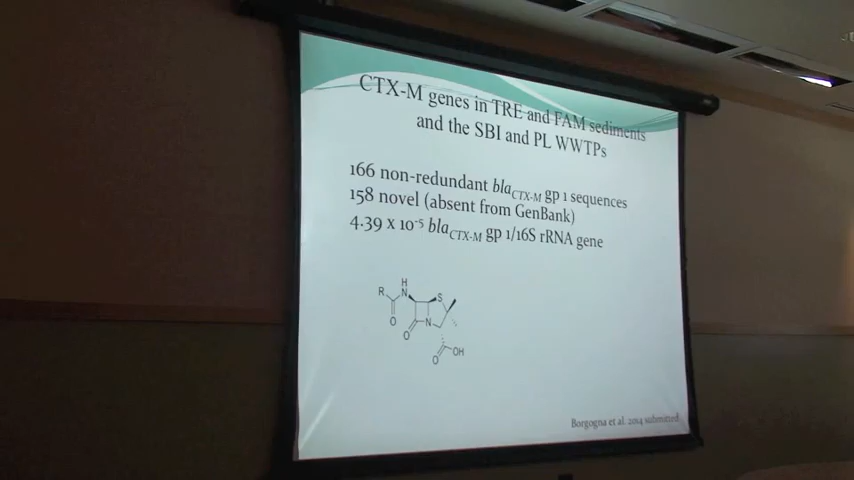 CTX-M genes in TRE and FAM sediments
and the SBI and PL WWTPs
166 non-redundant blaCTX-M gp 1 sequences
158 novel (absent from GenBank)
4.39 x 10⁻⁵ blaCTX-M gp 1/16S rRNA gene
H
R N S
O N
O
OH
O
Borgogna et al. 2014 submitted